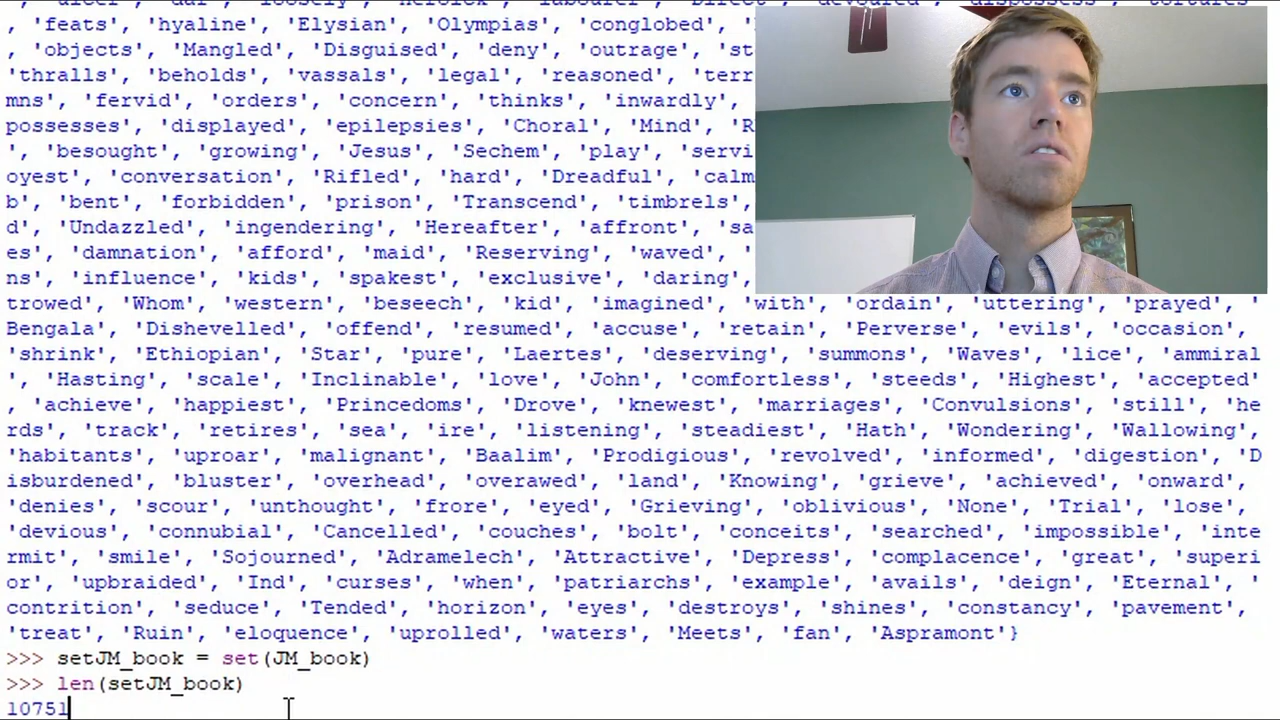 , 'feats', 'hyaline', 'Elysian', 'Olympias', 'conglobed',
, 'objects', 'Mangled', 'Disguised', 'deny', 'outrage', 'st
'thralls', 'beholds', 'vassals', 'legal', 'reasoned', 'terr
mns', 'fervid', 'orders', 'concern', 'thinks', 'inwardly',
possesses', 'displayed', 'epilepsies', 'Choral', 'Mind', 'R
', 'besought', 'growing', 'Jesus', 'Sechem', 'play', 'servi
oyest', 'conversation', 'Rifled', 'hard', 'Dreadful', 'calm
b', 'bent', 'forbidden', 'prison', 'Transcend', 'timbrels',
d', 'Undazzled', 'ingendering', 'Hereafter', 'affront', 'sa
es', 'damnation', 'afford', 'maid', 'Reserving', 'waved',
ns', 'influence', 'kids', 'spakest', 'exclusive', 'daring',
trowed', 'Whom', 'western', 'beseech', 'kid', 'imagined', 'with', 'ordain', 'uttering', 'prayed', '
Bengala', 'Dishevelled', 'offend', 'resumed', 'accuse', 'retain', 'Perverse', 'evils', 'occasion',
'shrink', 'Ethiopian', 'Star', 'pure', 'Laertes', 'deserving', 'summons', 'Waves', 'lice', 'ammiral
', 'Hasting', 'scale', 'Inclinable', 'love', 'John', 'comfortless', 'steeds', 'Highest', 'accepted'
, 'achieve', 'happiest', 'Princedoms', 'Drove', 'knewest', 'marriages', 'Convulsions', 'still', 'he
rds', 'track', 'retires', 'sea', 'ire', 'listening', 'steadiest', 'Hath', 'Wondering', 'Wallowing',
'habitants', 'uproar', 'malignant', 'Baalim', 'Prodigious', 'revolved', 'informed', 'digestion', 'D
isburdened', 'bluster', 'overhead', 'overawed', 'land', 'Knowing', 'grieve', 'achieved', 'onward',
'denies', 'scour', 'unthought', 'frore', 'eyed', 'Grieving', 'oblivious', 'None', 'Trial', 'lose',
'devious', 'connubial', 'Cancelled', 'couches', 'bolt', 'conceits', 'searched', 'impossible', 'inte
rmit', 'smile', 'Sojourned', 'Adramelech', 'Attractive', 'Depress', 'complacence', 'great', 'superi
or', 'upbraided', 'Ind', 'curses', 'when', 'patriarchs', 'example', 'avails', 'deign', 'Eternal', '
contrition', 'seduce', 'Tended', 'horizon', 'eyes', 'destroys', 'shines', 'constancy', 'pavement',
'treat', 'Ruin', 'eloquence', 'uprolled', 'waters', 'Meets', 'fan', 'Aspramont'}
>>> setJM_book = set(JM_book)
>>> len(setJM_book)
10751